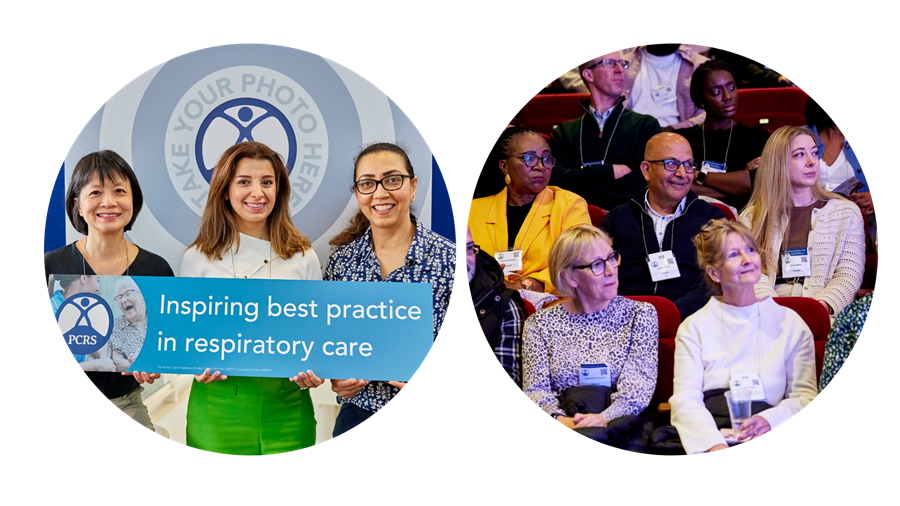 TAKE YOUR PHOTO HERE
Inspiring best practice
in respiratory care
PCRS